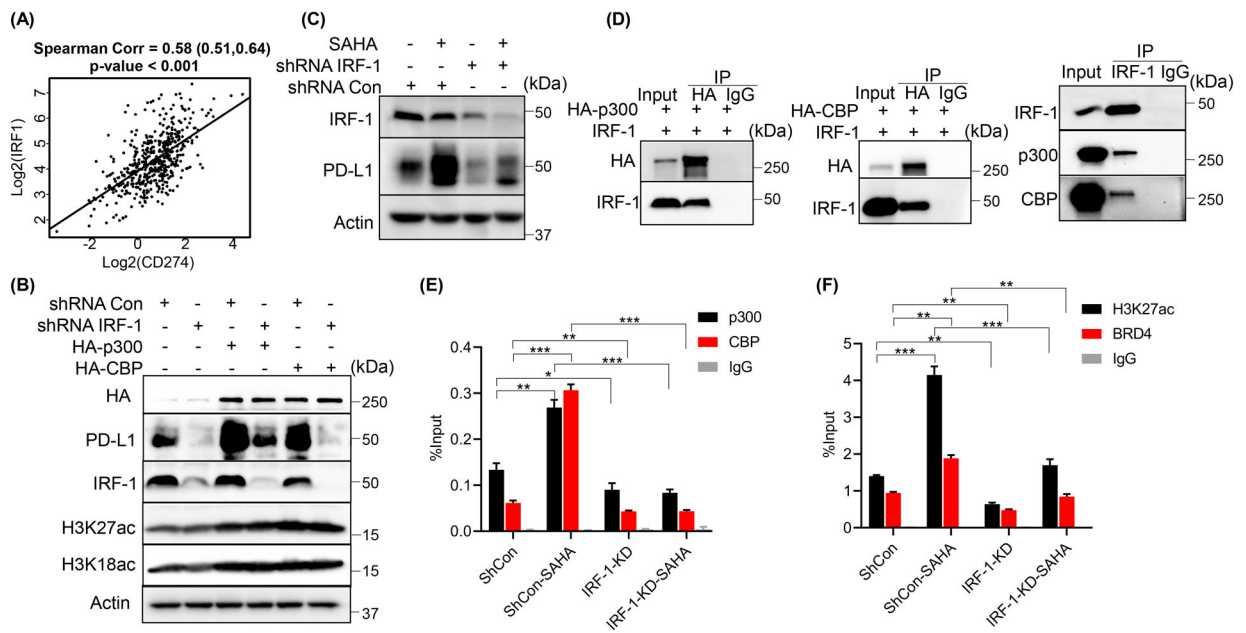 (A)
Spearman Corr = 0.58 (0.51,0.64)
p-value < 0.001
Log2(IRF1)
7
6
5
4
3
2
-2 0 2 4
Log2(CD274)
(B)
shRNA Con + - + - + -
shRNA IRF-1 - + - + - +
HA-p300 - - + + - -
HA-CBP - - - - + + (kDa)
HA 250
PD-L1 50
IRF-1 50
H3K27ac 15
H3K18ac 15
Actin 37
(C)
SAHA - + - +
shRNA IRF-1 - - + +
shRNA Con + + - - (kDa)
IRF-1 50
PD-L1 50
Actin
37
(D)
IP
Input HA IgG
HA-p300 + + +
IRF-1 + + + (kDa)
HA 250
IRF-1 50
IP
Input HA IgG
HA-CBP + + +
IRF-1 + + + (kDa)
HA 250
IRF-1 50
IP
Input IRF-1 IgG
(kDa)
IRF-1 50
p300 250
CBP 250
(E)
p300
CBP
IgG
***
**
***
***
*
**
%Input
0.4
0.3
0.2
0.1
0.0
ShCon
ShCon-SAHA
IRF-1-KD
IRF-1-KD-SAHA
(F)
H3K27ac
BRD4
IgG
**
**
**
***
**
***
%Input
5
4
3
2
1
0
ShCon
ShCon-SAHA
IRF-1-KD
IRF-1-KD-SAHA